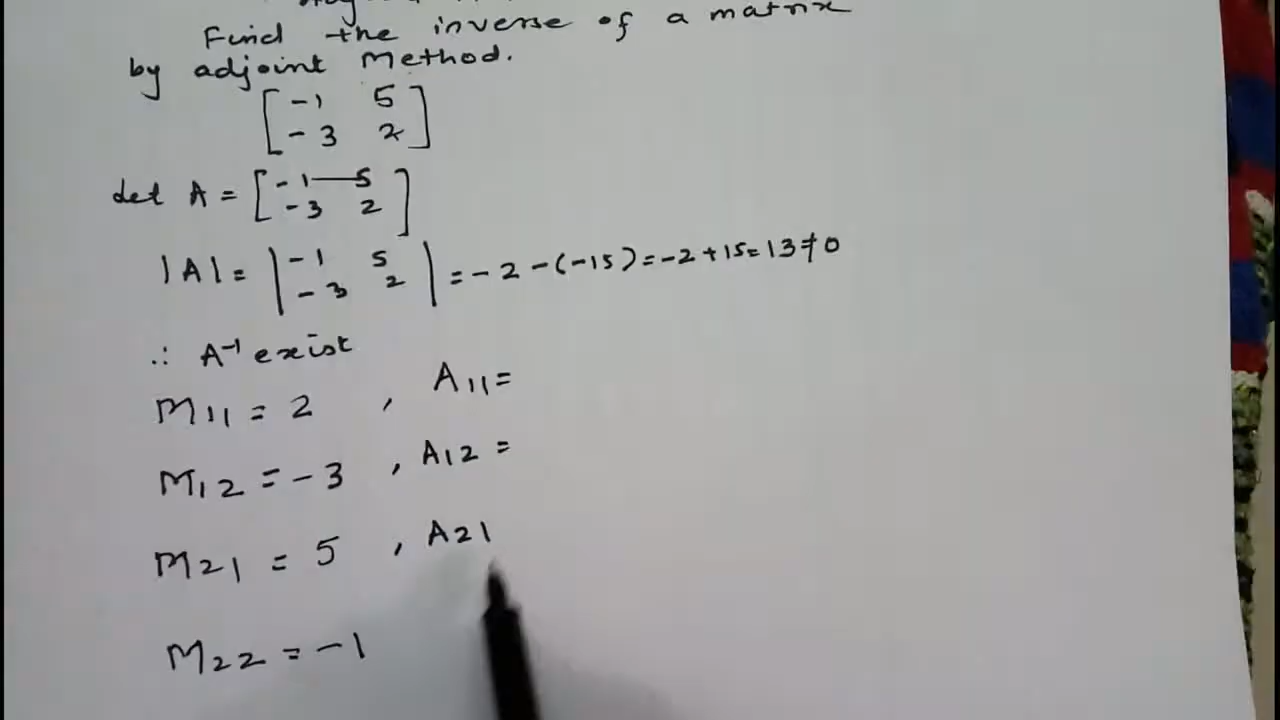 Find the inverse of a matrix
by adjoint Method.
[-1 5
-3 2]
det A = [-1 5
-3 2]
|A| = |-1 5
-3 2| = -2-(-15) = -2+15=13≠0
∴ A⁻¹ exist
M11 = 2 , A11=
M12 = -3 , A12 =
M21 = 5 , A21
M22 = -1